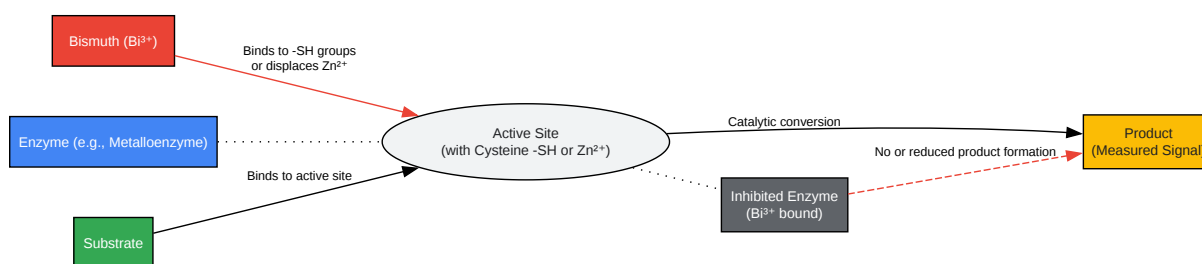 Bismuth (Bi³⁺)
Binds to -SH groups
or displaces Zn²⁺
Enzyme (e.g., Metalloenzyme)
Active Site
(with Cysteine -SH or Zn²⁺)
Binds to active site
Substrate
Catalytic conversion
Product
(Measured Signal)
No or reduced product formation
Inhibited Enzyme
(Bi³⁺ bound)